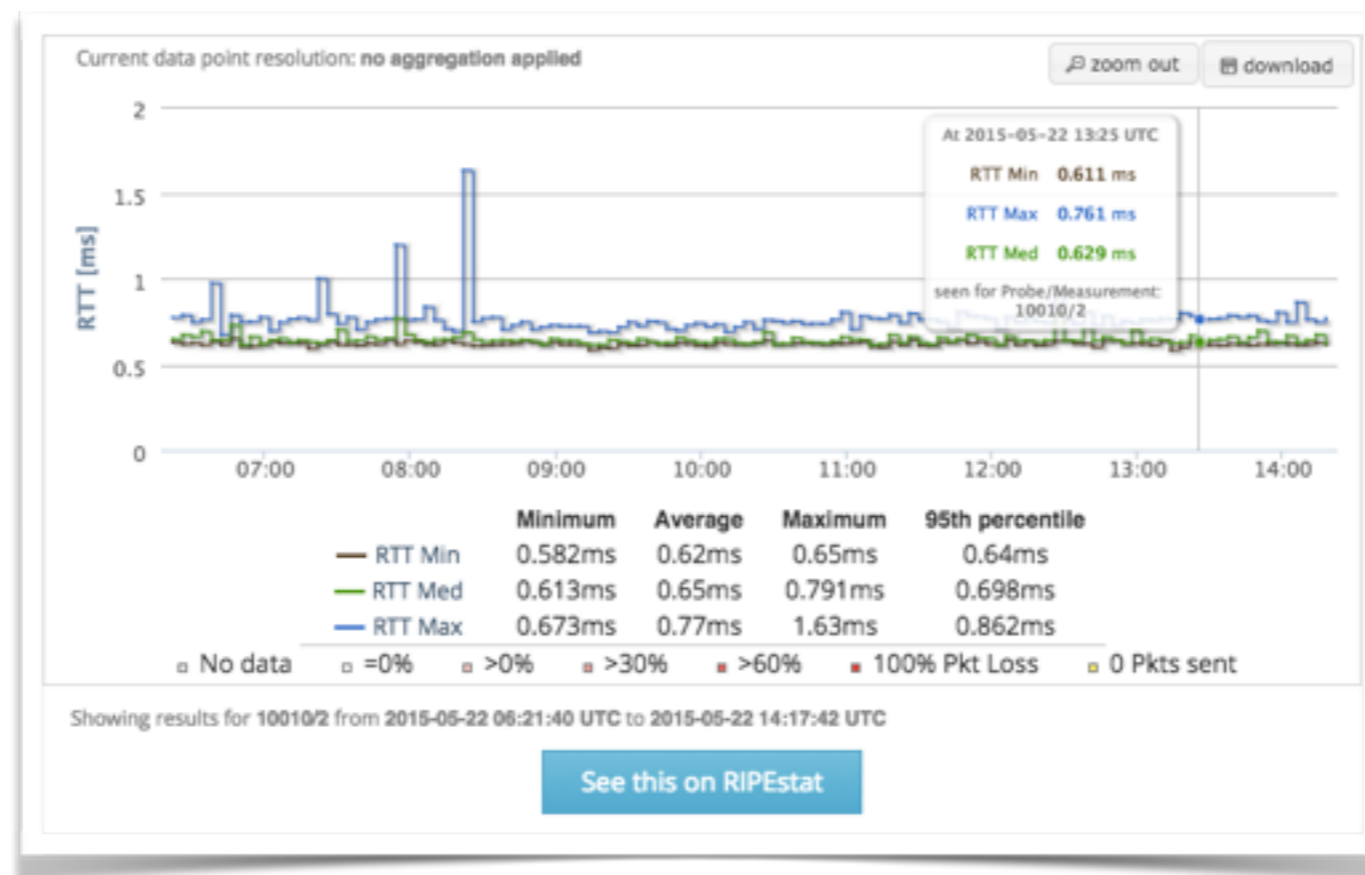 Current data point resolution: no aggregation applied
zoom out
download
2
1.5
1
0.5
0
RTT [ms]
At 2015-05-22 13:25 UTC
RTT Min 0.611 ms
RTT Max 0.761 ms
RTT Med 0.629 ms
seen for Probe/Measurement:
10010/2
07:00 08:00 09:00 10:00 11:00 12:00 13:00 14:00
Minimum Average Maximum 95th percentile
RTT Min 0.582ms 0.62ms 0.65ms 0.64ms
RTT Med 0.613ms 0.65ms 0.791ms 0.698ms
RTT Max 0.673ms 0.77ms 1.63ms 0.862ms
No data =0% >0% >30% >60% 100% Pkt Loss 0 Pkts sent
Showing results for 10010/2 from 2015-05-22 06:21:40 UTC to 2015-05-22 14:17:42 UTC
See this on RIPEstat